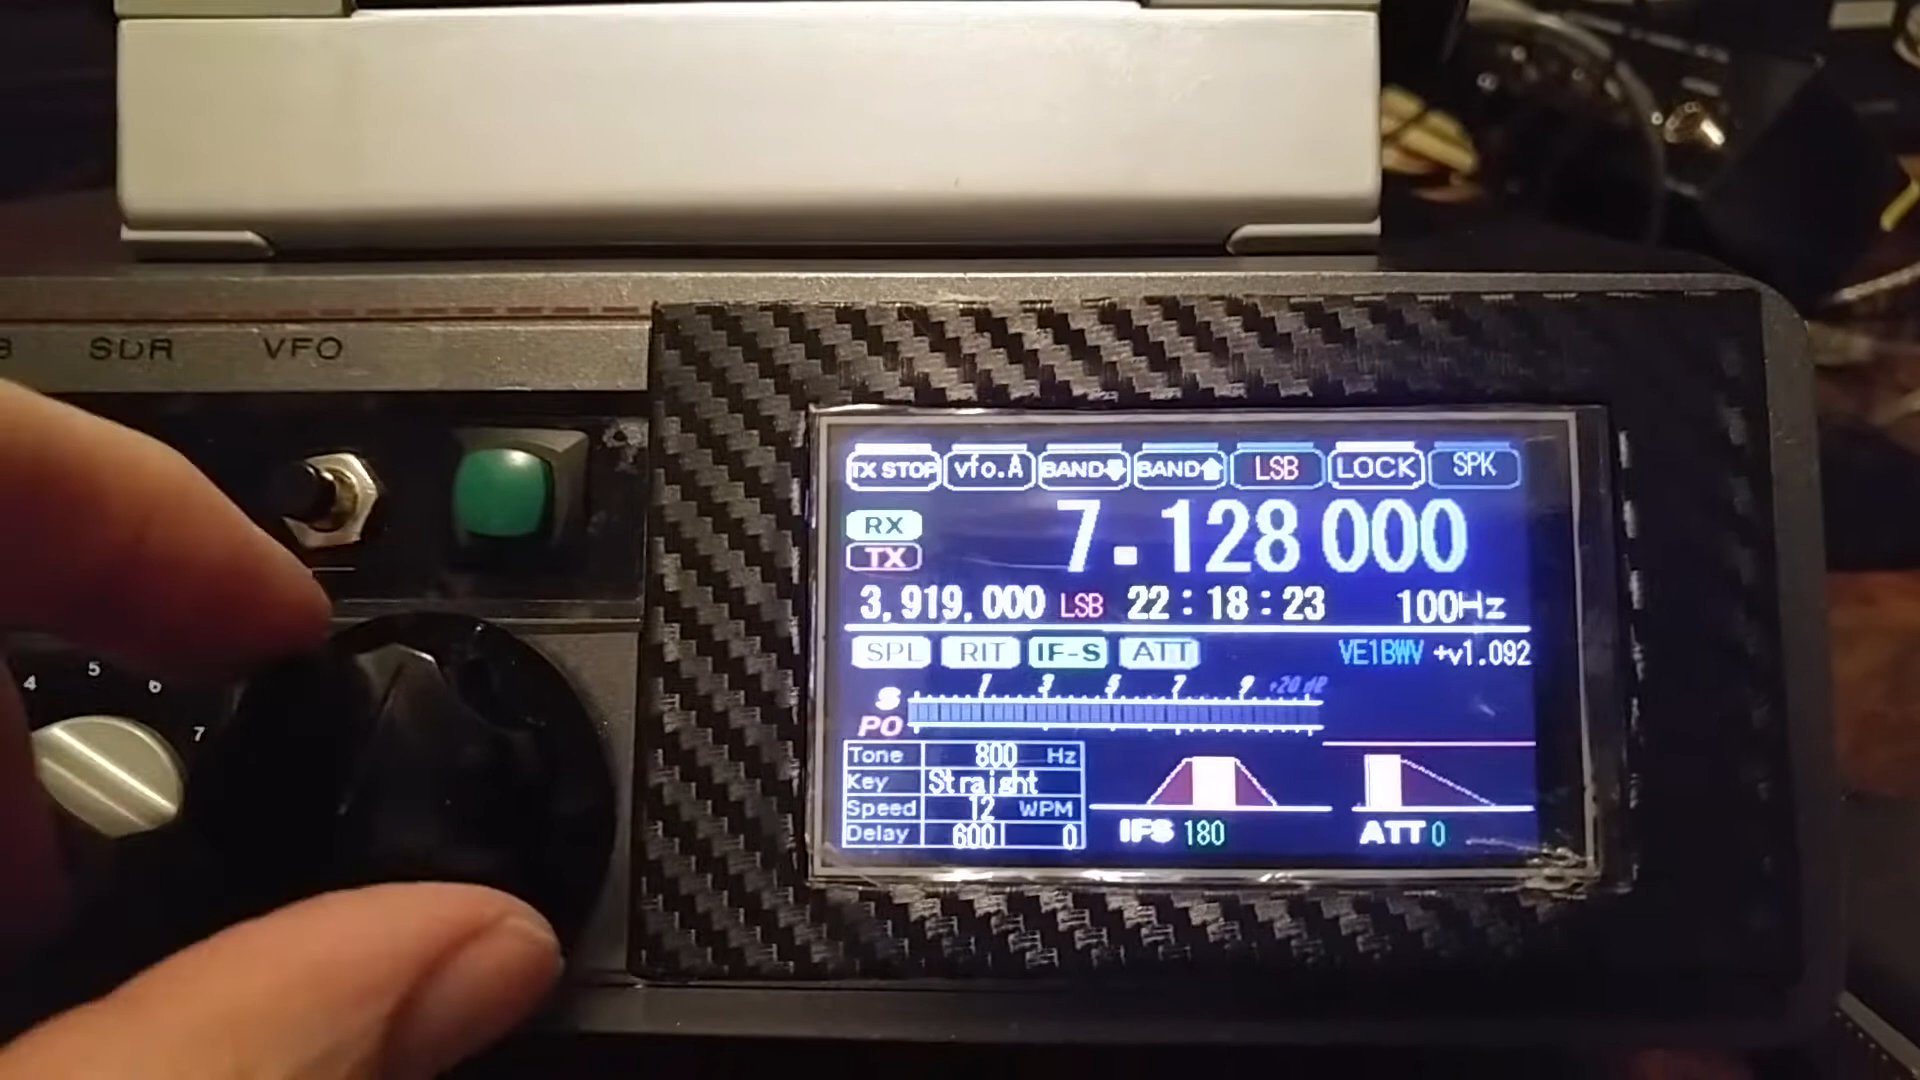 SDR VFO
4 5 6 7
TX STOP vfo.A BAND BAND LSB LOCK SPK
RX 7.128 000
TX
3,919,000 LSB 22:18:23 100Hz
SPL RIT IF-S ATT VE1BWV +v1.092
S 1 3 5 7 9 +20 dB
PO
Tone 800 Hz
Key Straight
Speed 12 WPM
Delay 600 0
IFS 180 ATT 0